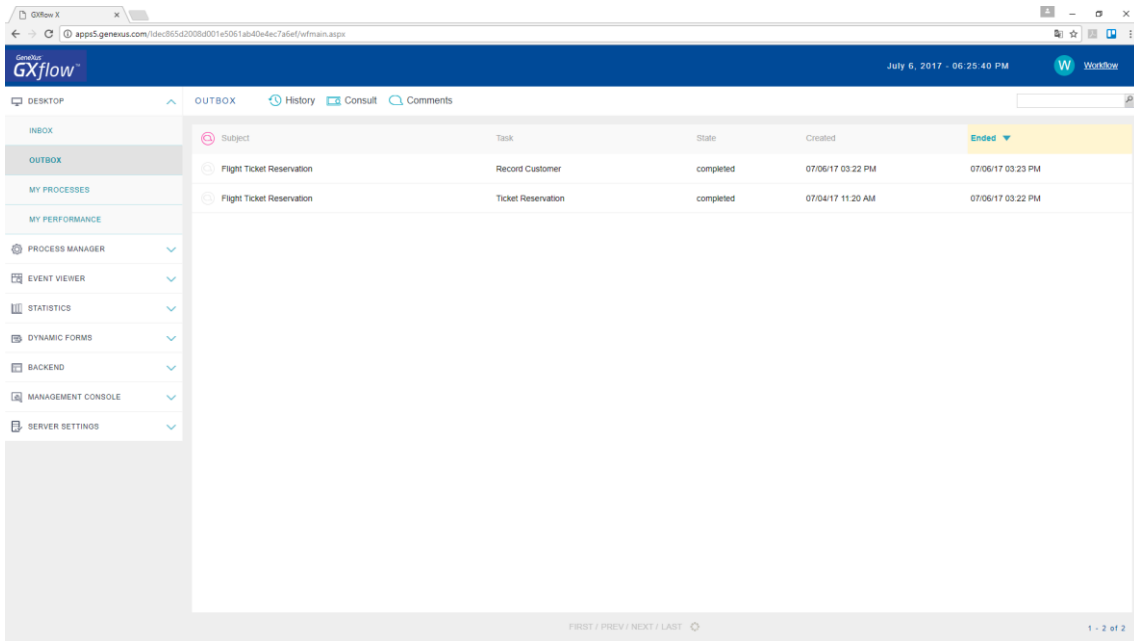 GXflow X
apps5.genexus.com/Idec865d2008d001e5061ab40e4ec7a6ef/wfmain.aspx
GeneXus
GXflow™
July 6, 2017 - 06:25:40 PM
W
Workflow
DESKTOP
OUTBOX
History
Consult
Comments
INBOX
OUTBOX
MY PROCESSES
MY PERFORMANCE
PROCESS MANAGER
EVENT VIEWER
STATISTICS
DYNAMIC FORMS
BACKEND
MANAGEMENT CONSOLE
SERVER SETTINGS
Subject Task State Created Ended
Flight Ticket Reservation Record Customer completed 07/06/17 03:22 PM 07/06/17 03:23 PM
Flight Ticket Reservation Ticket Reservation completed 07/04/17 11:20 AM 07/06/17 03:22 PM
FIRST / PREV / NEXT / LAST
1 - 2 of 2